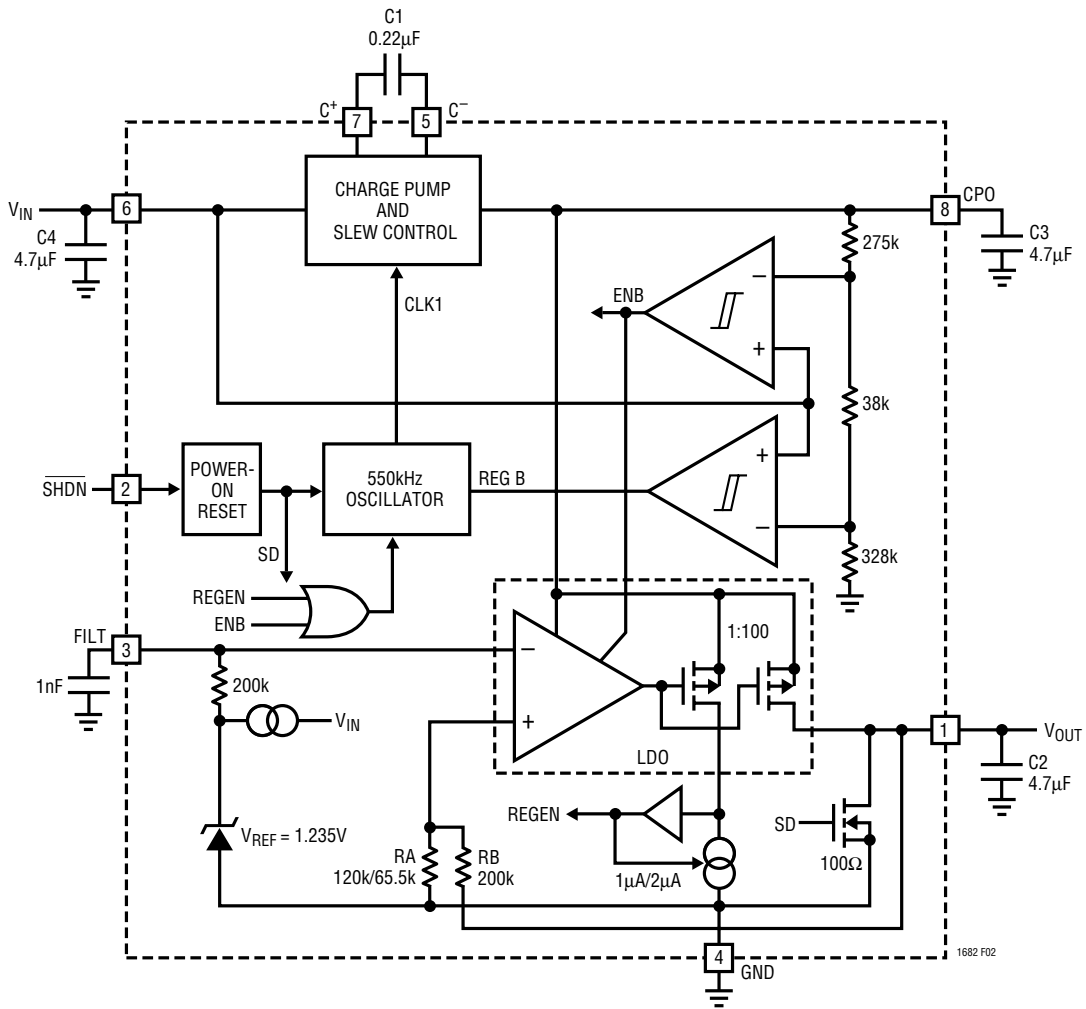 C1
0.22µF
C+
7
5
C−
CHARGE PUMP
AND
SLEW CONTROL
VIN
6
C4
4.7µF
8
CPO
C3
4.7µF
275k
CLK1
ENB
−
+
38k
SHDN
2
POWER-
ON
RESET
550kHz
OSCILLATOR
REG B
+
−
SD
328k
REGEN
ENB
FILT
3
1nF
200k
VIN
−
+
1:100
LDO
1
VOUT
C2
4.7µF
VREF = 1.235V
REGEN
SD
100Ω
RA
120k/65.5k
RB
200k
1µA/2µA
4
GND
1682 F02